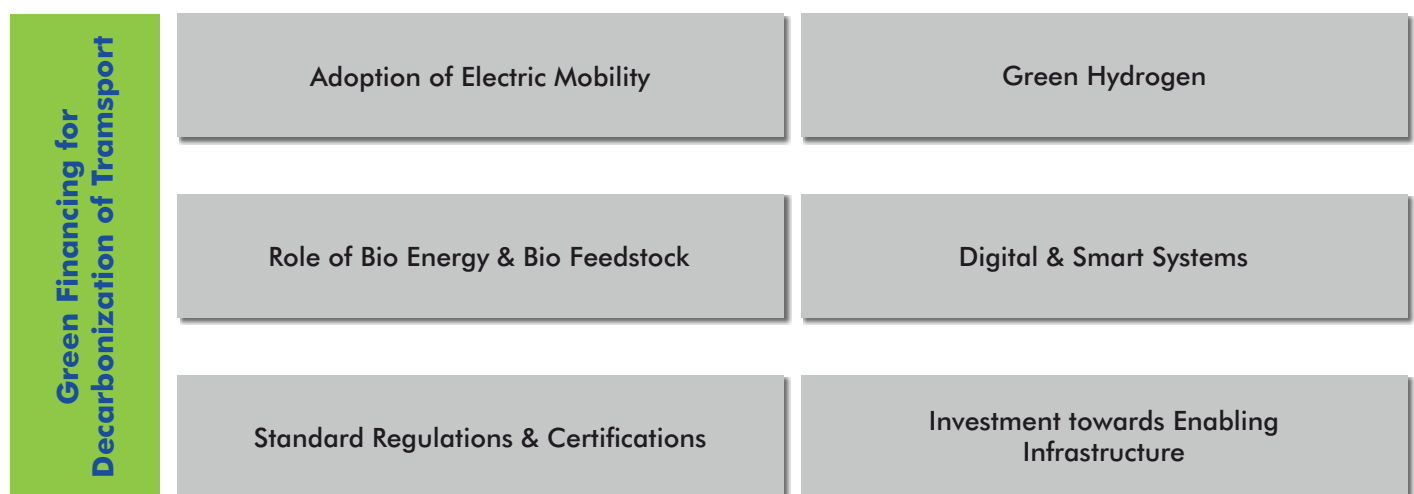 Green Financing for
Decarbonization of Tramsport
Adoption of Electric Mobility
Green Hydrogen
Role of Bio Energy & Bio Feedstock
Digital & Smart Systems
Standard Regulations & Certifications
Investment towards Enabling
Infrastructure